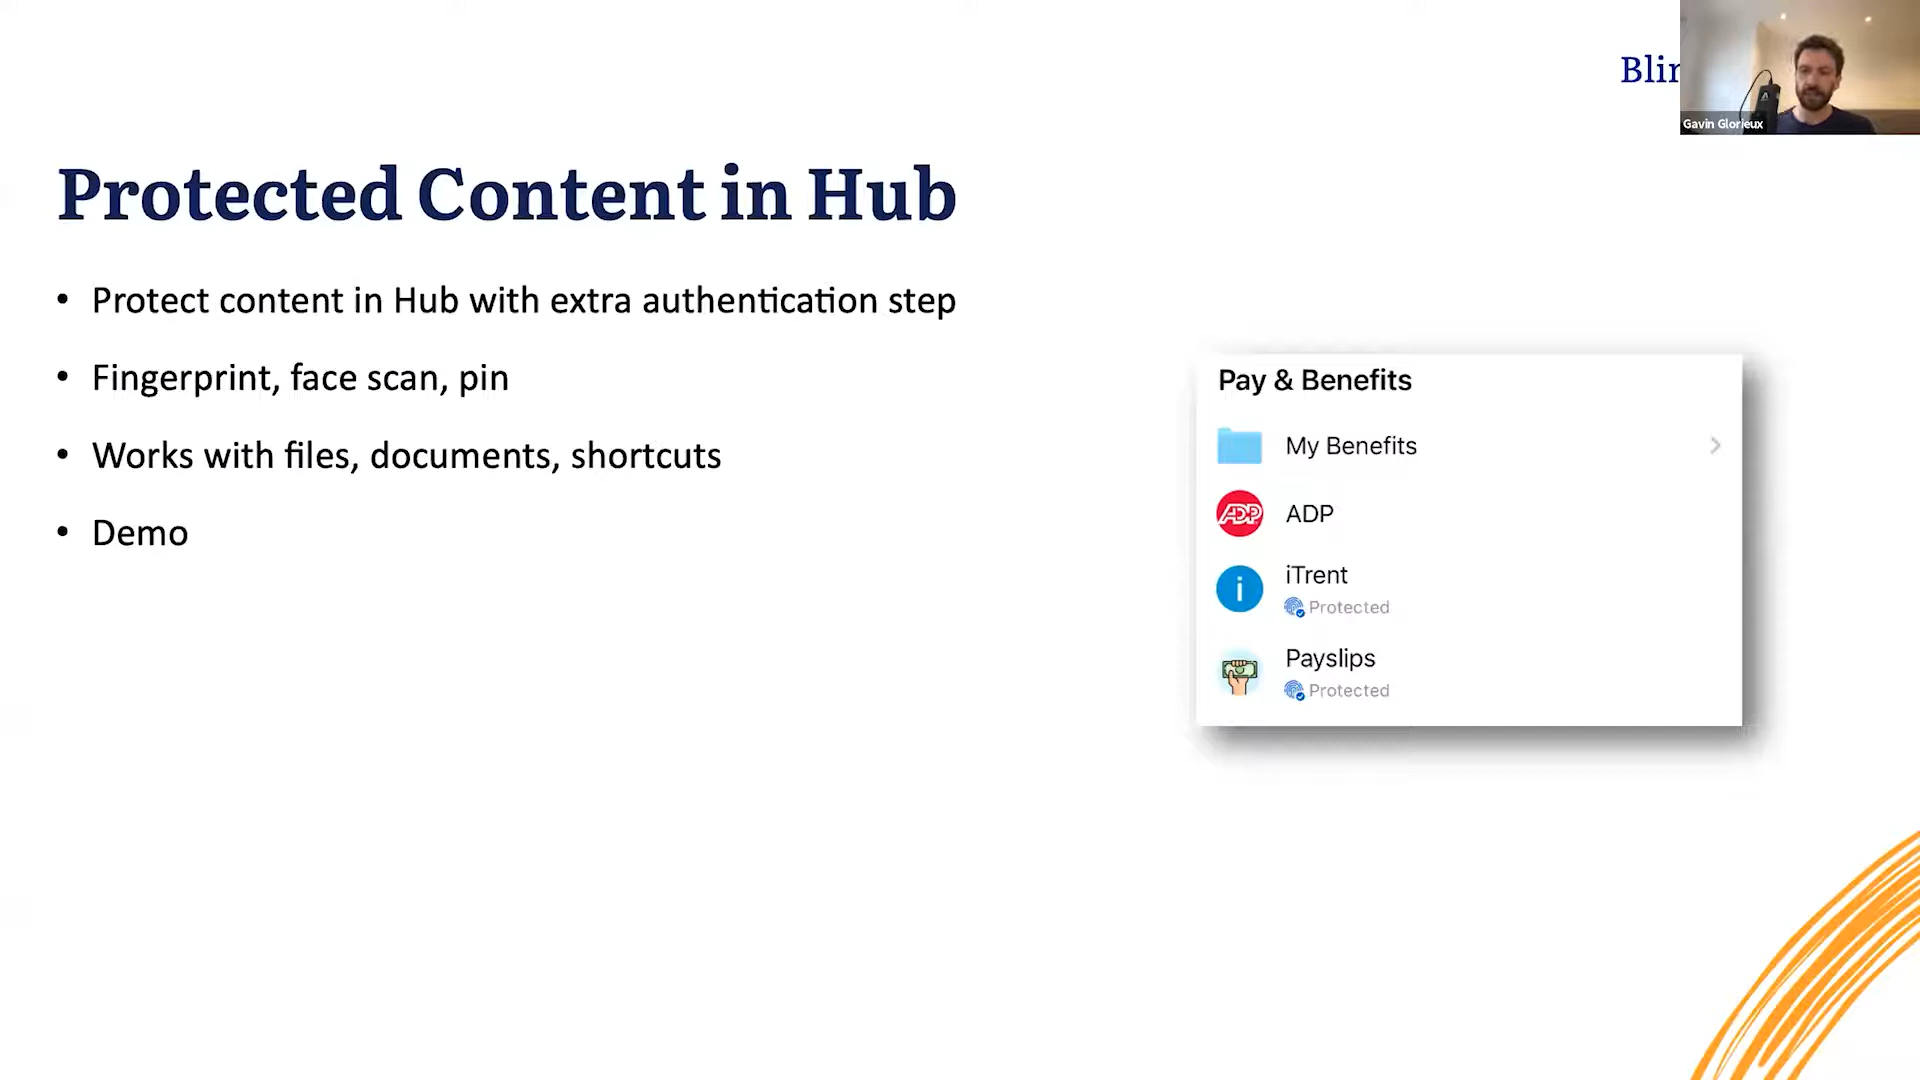 Gavin Glorieux
Protected Content in Hub
• Protect content in Hub with extra authentication step
• Fingerprint, face scan, pin
• Works with files, documents, shortcuts
• Demo
Pay & Benefits
My Benefits
ADP
ADP
i
iTrent
Protected
Payslips
Protected